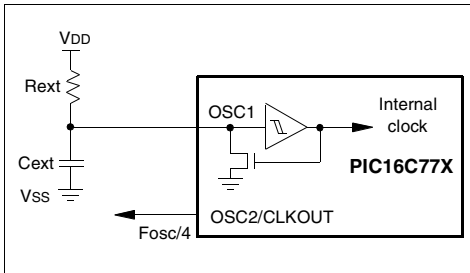 VDD
Rext
OSC1
Internal
clock
PIC16C77X
Cext
VSS
OSC2/CLKOUT
Fosc/4